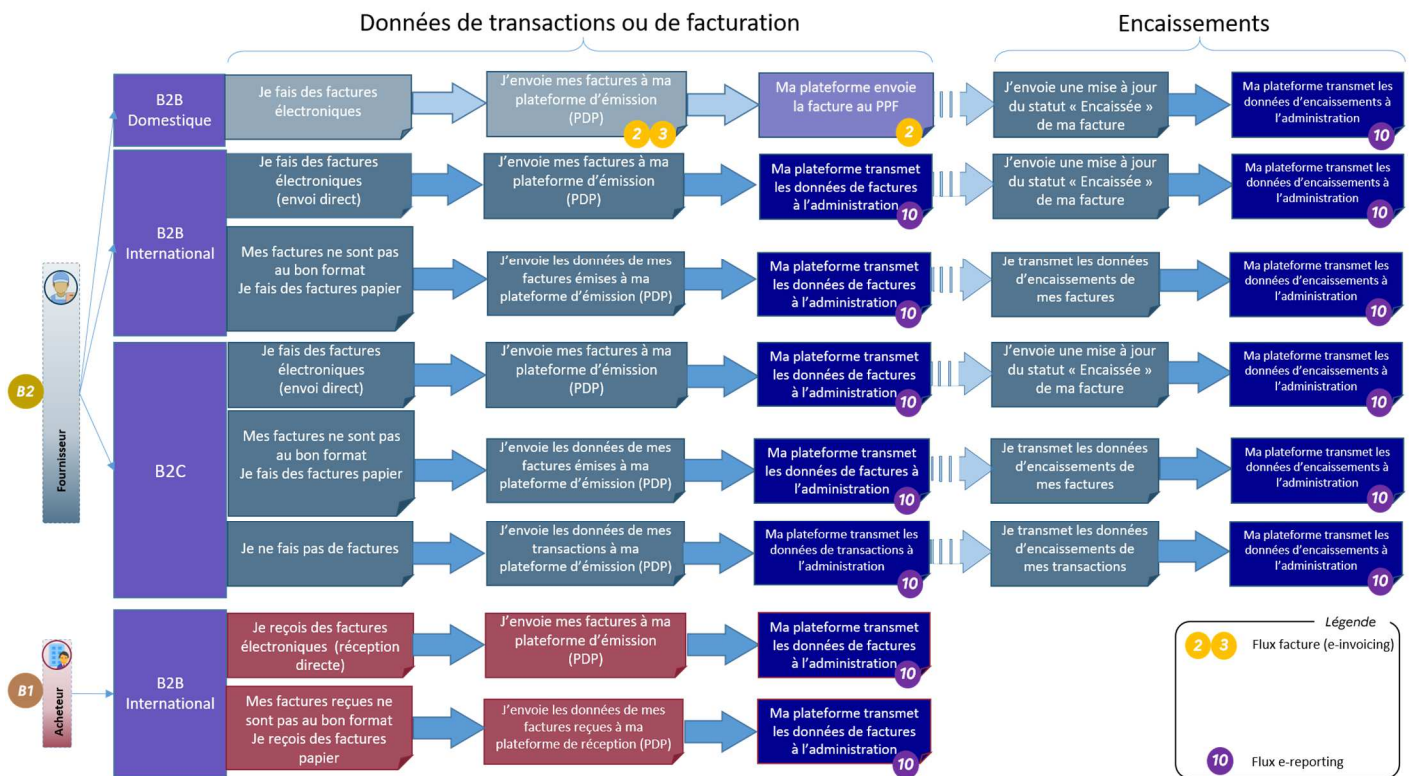 Données de transactions ou de facturation
Encaissements
B2B
Domestique
Je fais des factures
électroniques
J’envoie mes factures à ma
plateforme d’émission
(PDP)
2 3
Ma plateforme envoie
la facture au PPF
2
J’envoie une mise à jour
du statut « Encaissée »
de ma facture
Ma plateforme transmet les
données d’encaissements à
l’administration
10
B2B
International
Je fais des factures
électroniques
(envoi direct)
J’envoie mes factures à ma
plateforme d’émission
(PDP)
Ma plateforme transmet
les données de factures
à l’administration
10
J’envoie une mise à jour
du statut « Encaissée »
de ma facture
Ma plateforme transmet les
données d’encaissements à
l’administration
10
Mes factures ne sont pas
au bon format
Je fais des factures papier
J’envoie les données de mes
factures émises à ma
plateforme d’émission (PDP)
Ma plateforme transmet
les données de factures
à l’administration
10
Je transmet les données
d’encaissements de
mes factures
Ma plateforme transmet les
données d’encaissements à
l’administration
10
B2
Fournisseur
B2C
Je fais des factures
électroniques
(envoi direct)
J’envoie mes factures à ma
plateforme d’émission
(PDP)
Ma plateforme transmet
les données de factures
à l’administration
10
J’envoie une mise à jour
du statut « Encaissée »
de ma facture
Ma plateforme transmet les
données d’encaissements à
l’administration
10
Mes factures ne sont pas
au bon format
Je fais des factures papier
J’envoie les données de mes
factures émises à ma
plateforme d’émission (PDP)
Ma plateforme transmet
les données de factures à
l’administration
10
Je transmet les données
d’encaissements de
mes factures
Ma plateforme transmet les
données d’encaissements à
l’administration
10
Je ne fais pas de factures
J’envoie les données de mes
transactions à ma
plateforme d’émission (PDP)
Ma plateforme transmet les
données de transactions à
l’administration
10
Je transmet les données
d’encaissements de
mes transactions
Ma plateforme transmet les
données d’encaissements à
l’administration
10
B1
Acheteur
B2B
International
Je reçois des factures
électroniques (réception
directe)
J’envoie mes factures à ma
plateforme d’émission
(PDP)
Ma plateforme transmet
les données de factures
à l’administration
10
Mes factures reçues ne
sont pas au bon format
Je reçois des factures
papier
J’envoie les données de mes
factures reçues à ma
plateforme de réception (PDP)
Ma plateforme transmet
les données de factures
à l’administration
10
Légende
2 3 Flux facture (e-invoicing)
10 Flux e-reporting